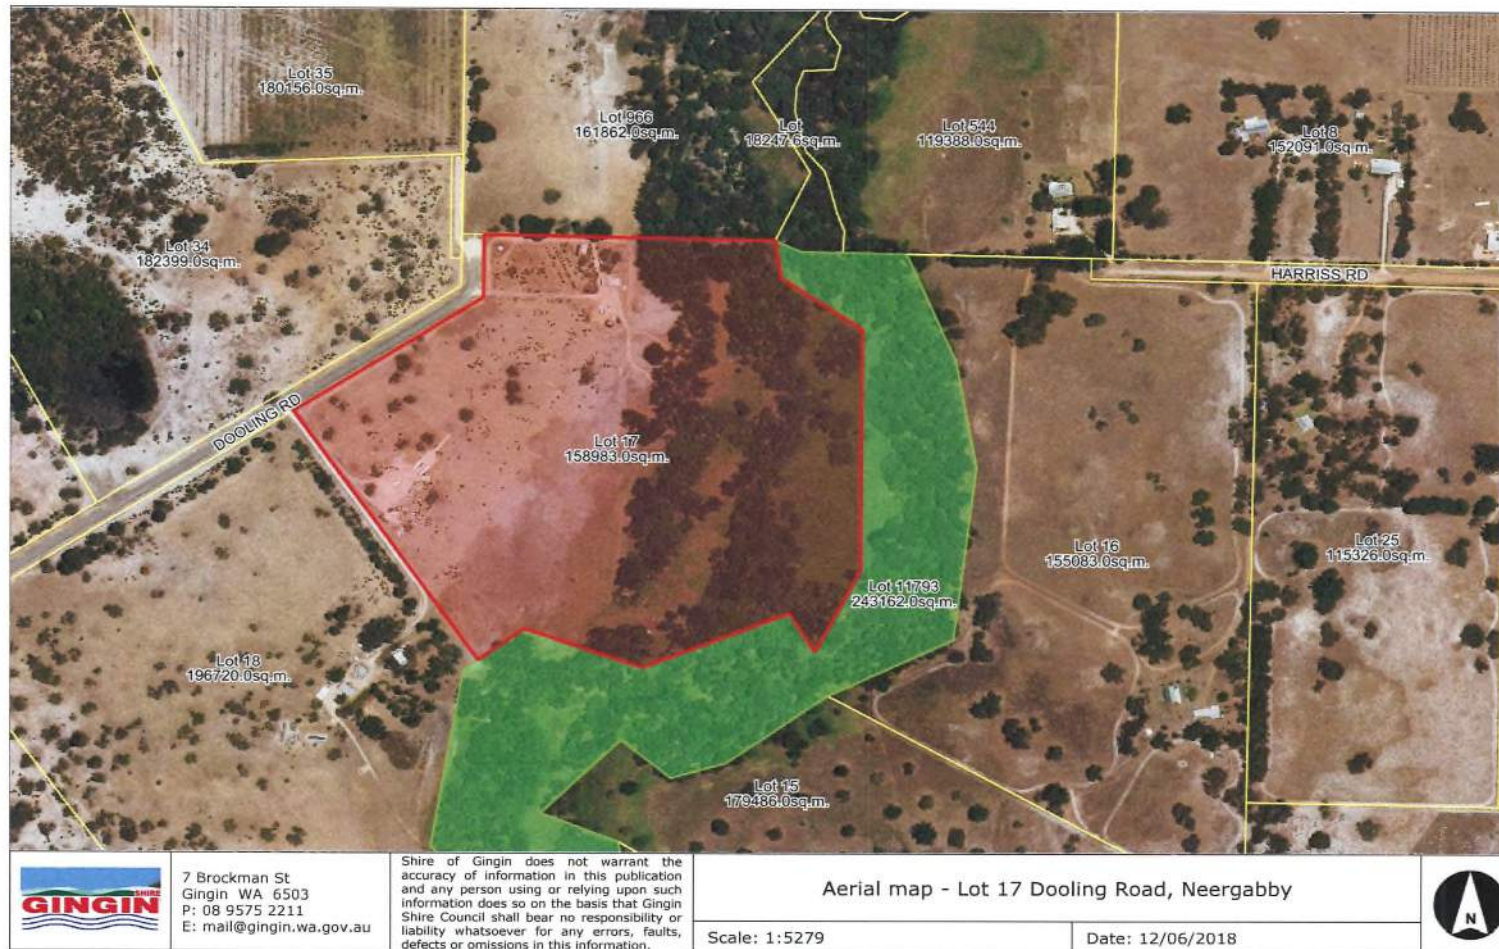 Lot 35
180156.0sq.m.
Lot 966
161862.0sq.m.
Lot
18247.6sq.m.
Lot 544
119388.0sq.m.
Lot 8
152091.0sq.m.
Lot 34
182399.0sq.m.
HARRISS RD
DOOLING RD
Lot 17
158983.0sq.m.
Lot 16
155083.0sq.m.
Lot 25
115326.0sq.m.
Lot 11793
243162.0sq.m.
Lot 18
196720.0sq.m.
Lot 15
179486.0sq.m.
SHIRE
GINGIN
7 Brockman St
Gingin WA 6503
P: 08 9575 2211
E: mail@gingin.wa.gov.au
Shire of Gingin does not warrant the
accuracy of information in this publication
and any person using or relying upon such
information does so on the basis that Gingin
Shire Council shall bear no responsibility or
liability whatsoever for any errors, faults,
defects or omissions in this information.
Aerial map - Lot 17 Dooling Road, Neergabby
Scale: 1:5279
Date: 12/06/2018
N